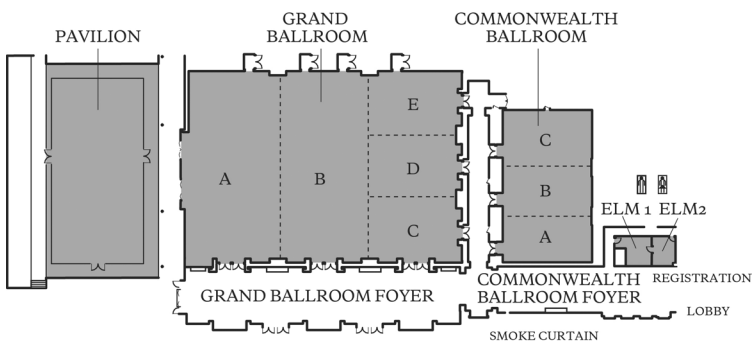 PAVILION
GRAND
BALLROOM
COMMONWEALTH
BALLROOM
E
C
A
B
D
B
C
A
ELM 1
ELM2
REGISTRATION
GRAND BALLROOM FOYER
COMMONWEALTH
BALLROOM FOYER
LOBBY
SMOKE CURTAIN